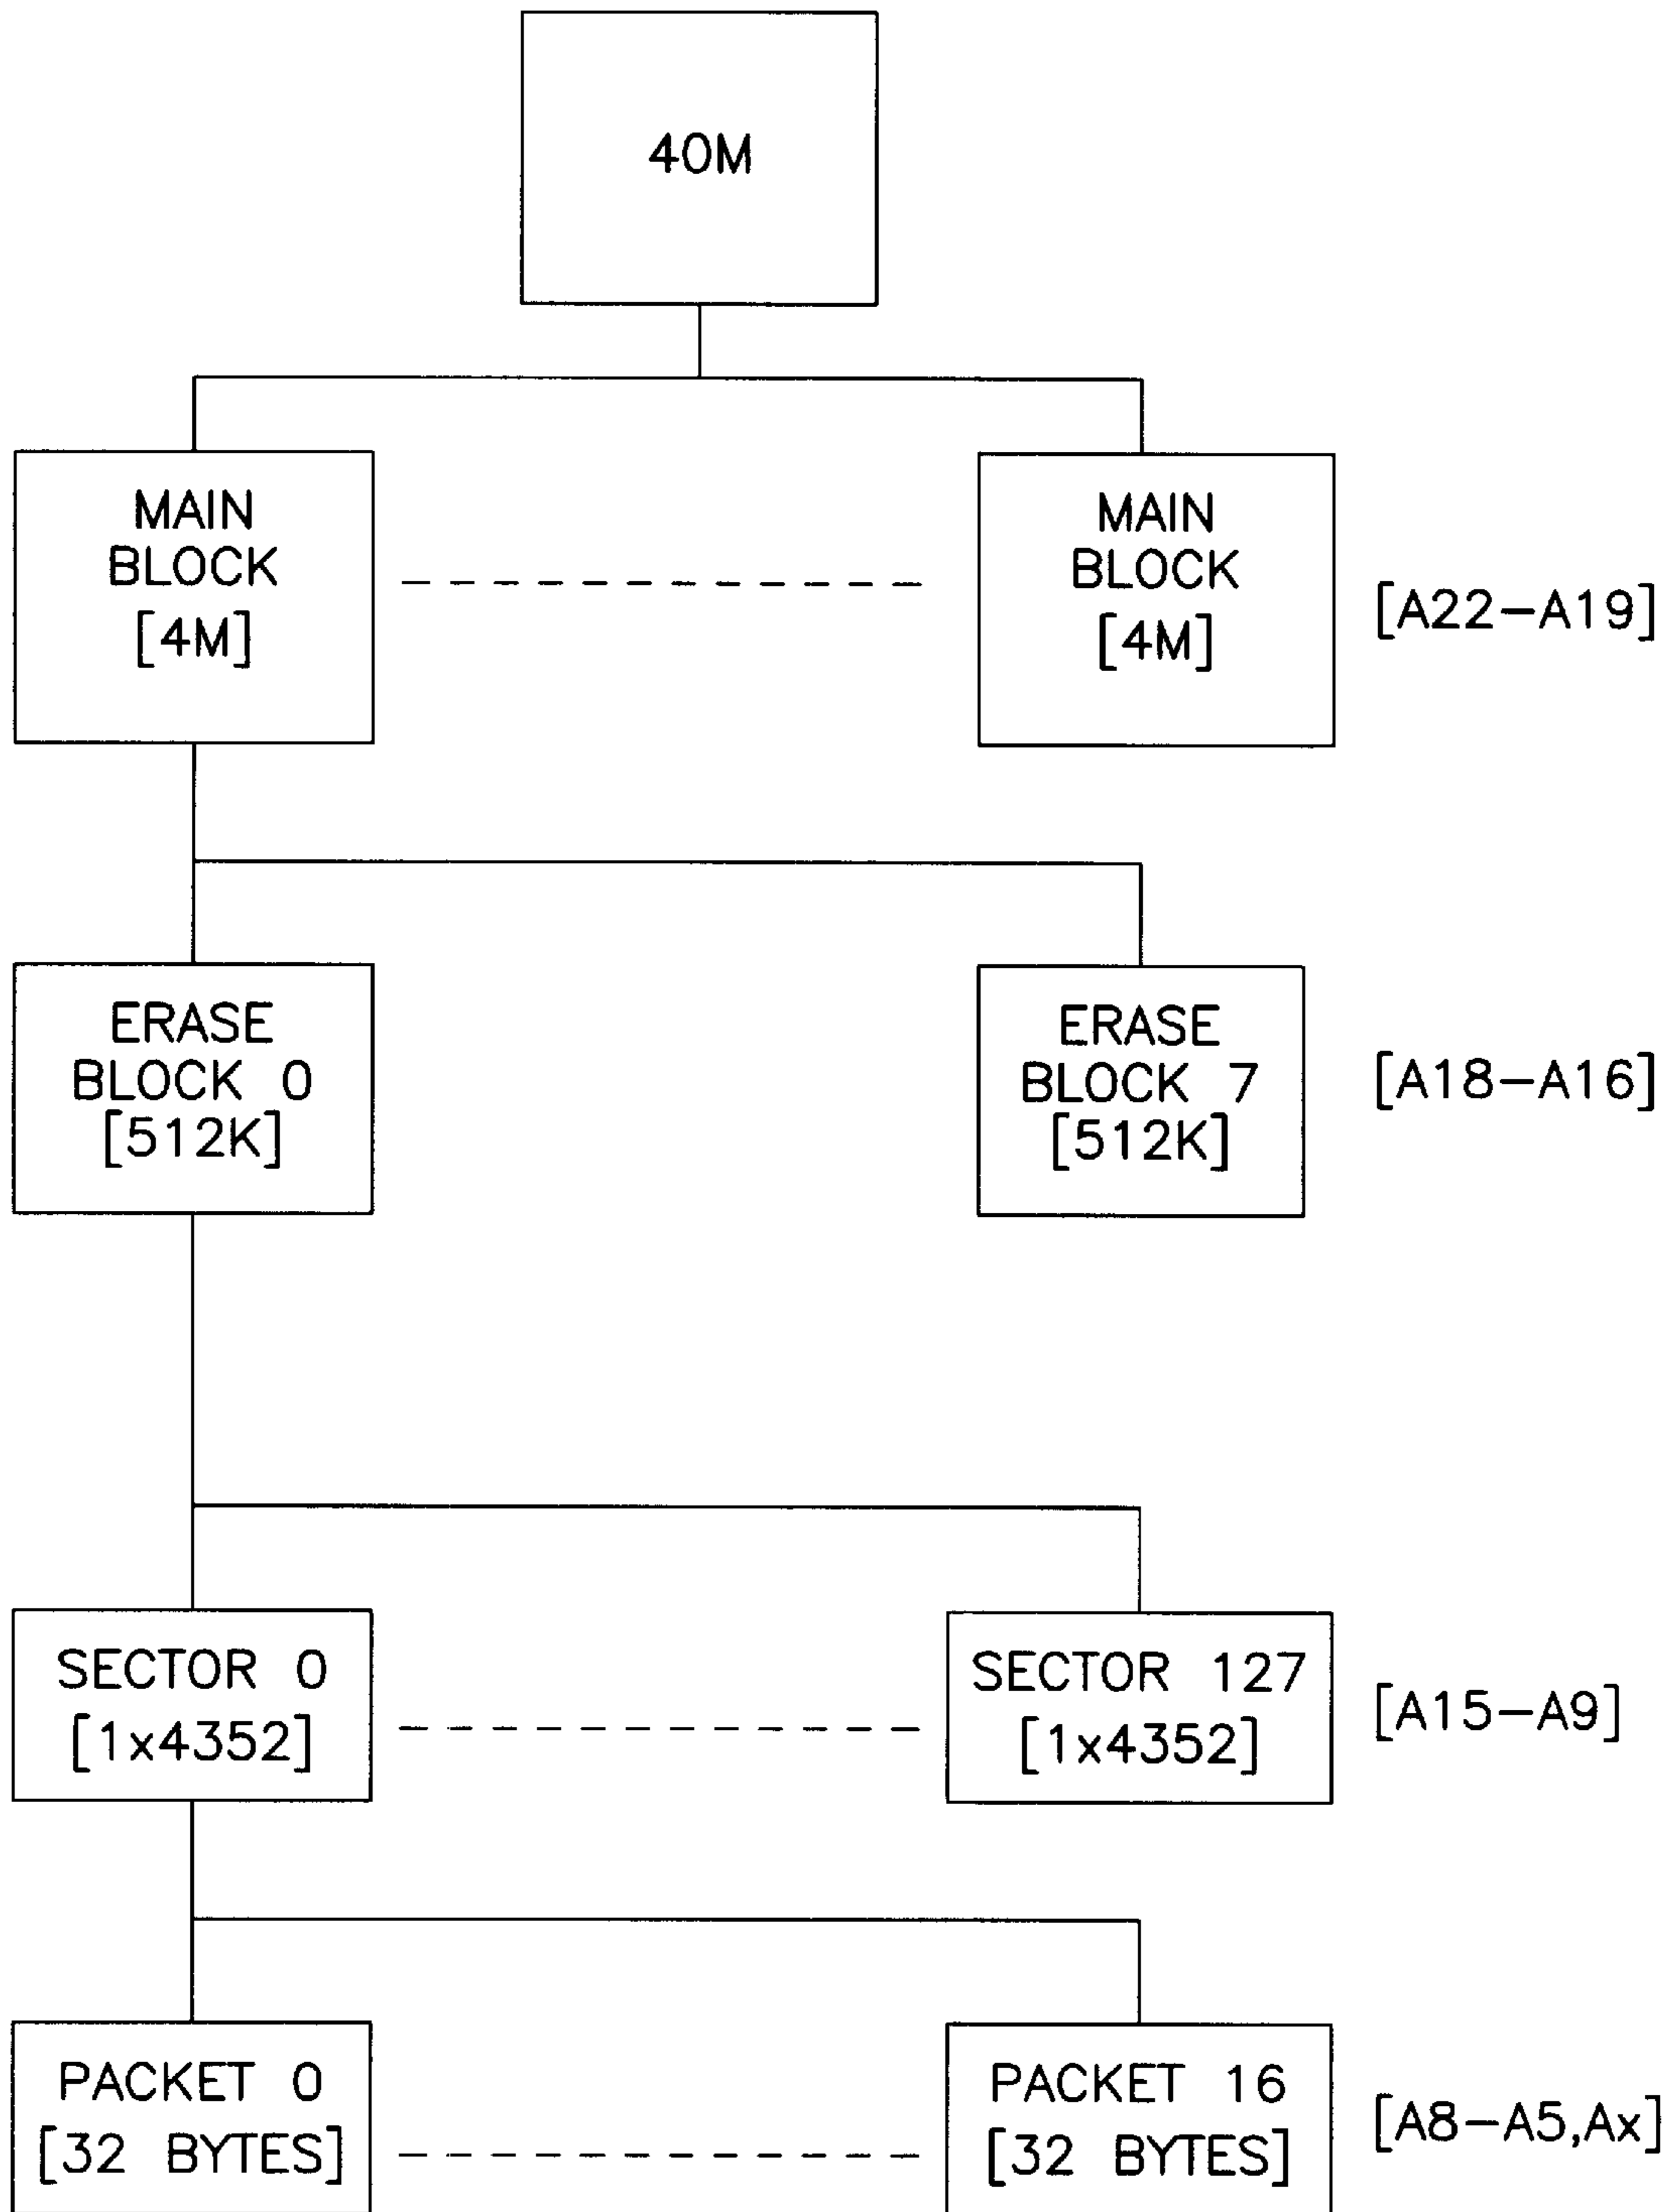 40M
MAIN
BLOCK
[4M]
MAIN
BLOCK
[4M]
[A22-A19]
ERASE
BLOCK 0
[512K]
ERASE
BLOCK 7
[512K]
[A18-A16]
SECTOR 0
[1x4352]
SECTOR 127
[1x4352]
[A15-A9]
PACKET 0
[32 BYTES]
PACKET 16
[32 BYTES]
[A8-A5,Ax]